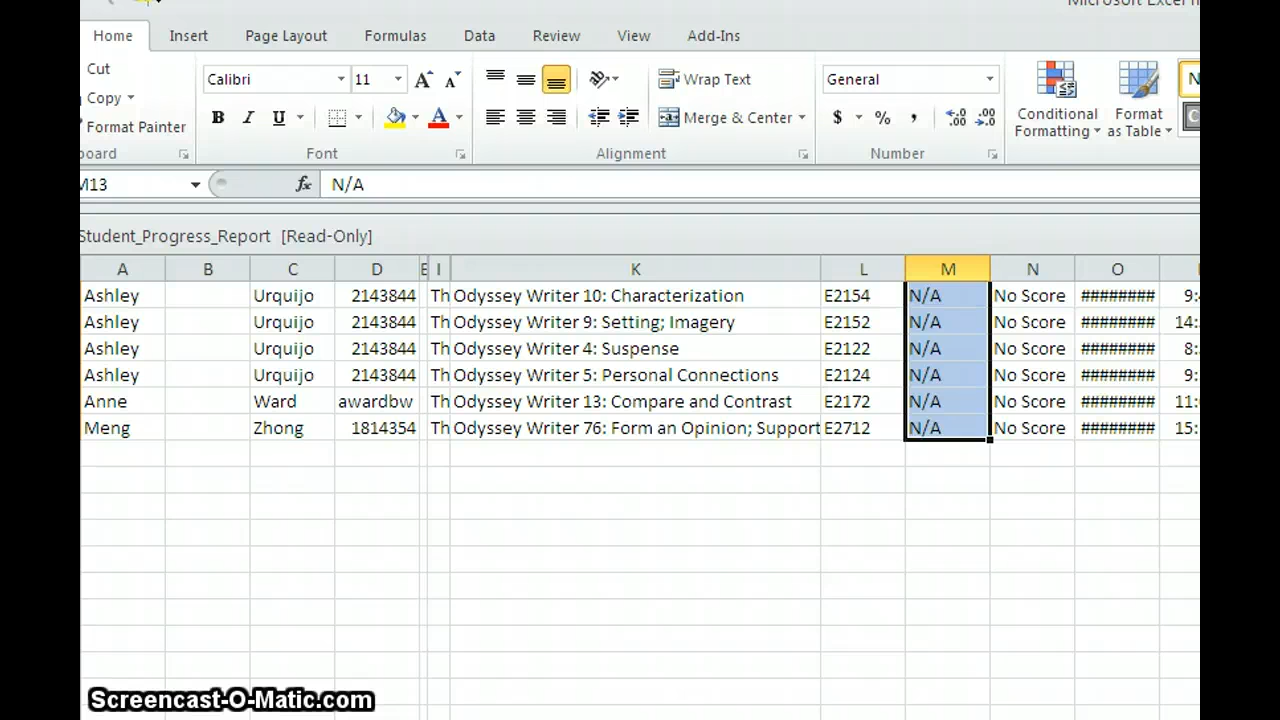 Microsoft Excel
Home Insert Page Layout Formulas Data Review View Add-Ins
Cut
Copy
Format Painter
Calibri 11
B I U
Wrap Text
Merge & Center
General
$ % ,
Conditional Formatting
Format as Table
Font Alignment Number
M13 fx N/A
Student_Progress_Report [Read-Only]
A B C D E I K L M N O
Ashley Urquijo 2143844 Th Odyssey Writer 10: Characterization E2154 N/A No Score ######## 9:
Ashley Urquijo 2143844 Th Odyssey Writer 9: Setting; Imagery E2152 N/A No Score ######## 14:
Ashley Urquijo 2143844 Th Odyssey Writer 4: Suspense E2122 N/A No Score ######## 8:
Ashley Urquijo 2143844 Th Odyssey Writer 5: Personal Connections E2124 N/A No Score ######## 9:
Anne Ward awardbw Th Odyssey Writer 13: Compare and Contrast E2172 N/A No Score ######## 11:
Meng Zhong 1814354 Th Odyssey Writer 76: Form an Opinion; Support E2712 N/A No Score ######## 15:
Screencast-O-Matic.com